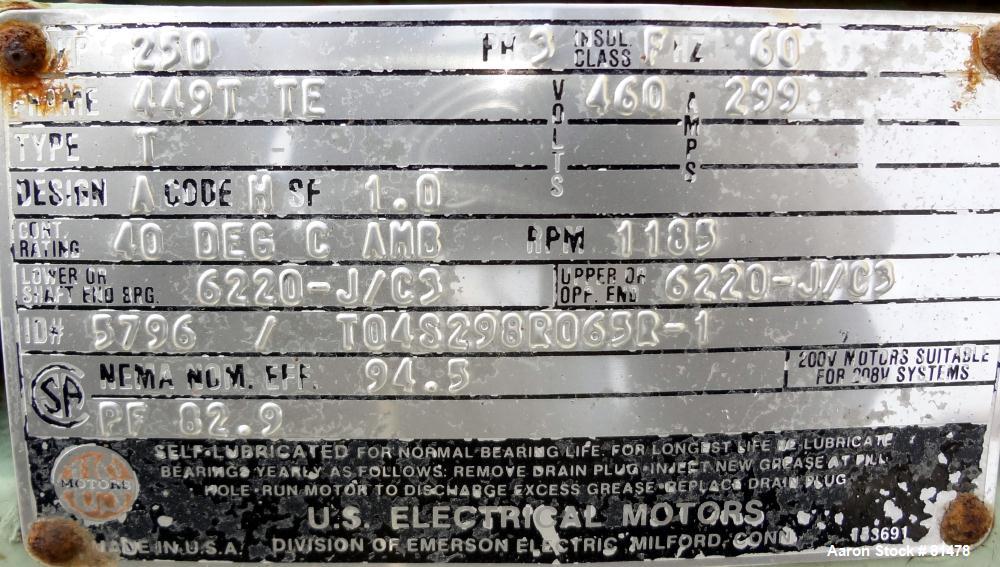 HP 250 PH 3 INSUL. CLASS F HZ 60
FRAME 449T TE VOLTS 460 AMPS 299
TYPE T -
DESIGN A CODE H SF 1.0
CONT. RATING 40 DEG C AMB RPM 1185
LOWER OR SHAFT END BRG. 6220-J/C3 UPPER OR OPP. END 6220-J/C3
ID# 5796 / T04S298R065R-1
SA NEMA NOM. EFF. 94.5 200V MOTORS SUITABLE
FOR 208V SYSTEMS
PF 82.9
SELF-LUBRICATED FOR NORMAL BEARING LIFE. FOR LONGEST LIFE RE-LUBRICATE
BEARINGS YEARLY AS FOLLOWS: REMOVE DRAIN PLUG-INJECT NEW GREASE AT FILL
HOLE-RUN MOTOR TO DISCHARGE EXCESS GREASE-REPLACE DRAIN PLUG
US MOTORS
U.S. ELECTRICAL MOTORS
MADE IN U.S.A. DIVISION OF EMERSON ELECTRIC MILFORD, CONN.
Aaron Stock # 81478